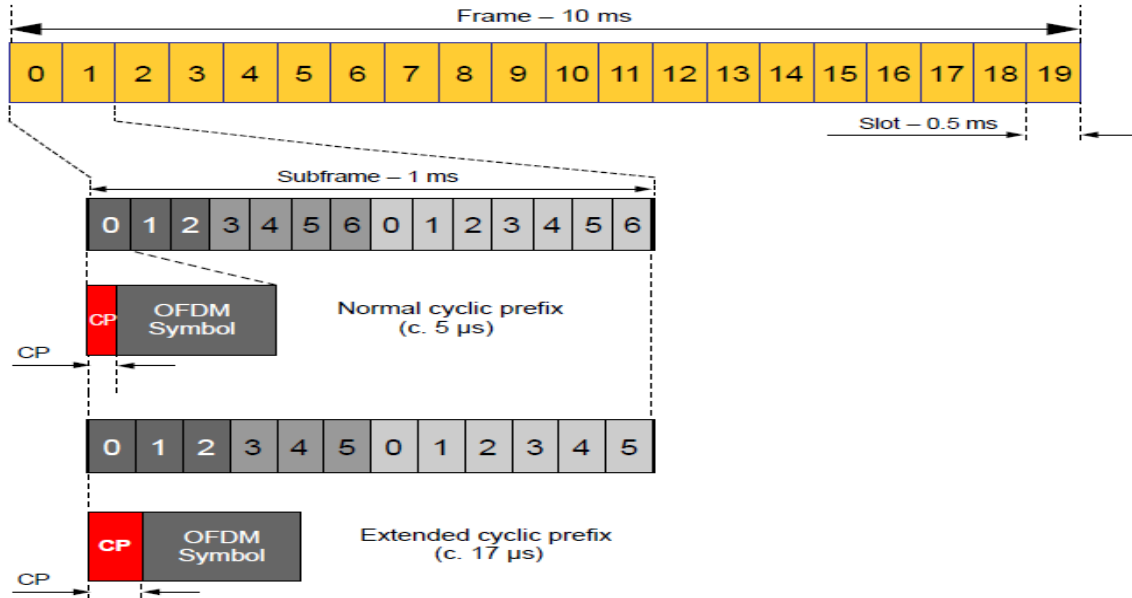 Frame – 10 ms
0 1 2 3 4 5 6 7 8 9 10 11 12 13 14 15 16 17 18 19
Slot – 0.5 ms
Subframe – 1 ms
0 1 2 3 4 5 6 0 1 2 3 4 5 6
CP
OFDM
Symbol
Normal cyclic prefix
(c. 5 µs)
CP
0 1 2 3 4 5 0 1 2 3 4 5
CP
OFDM
Symbol
Extended cyclic prefix
(c. 17 µs)
CP